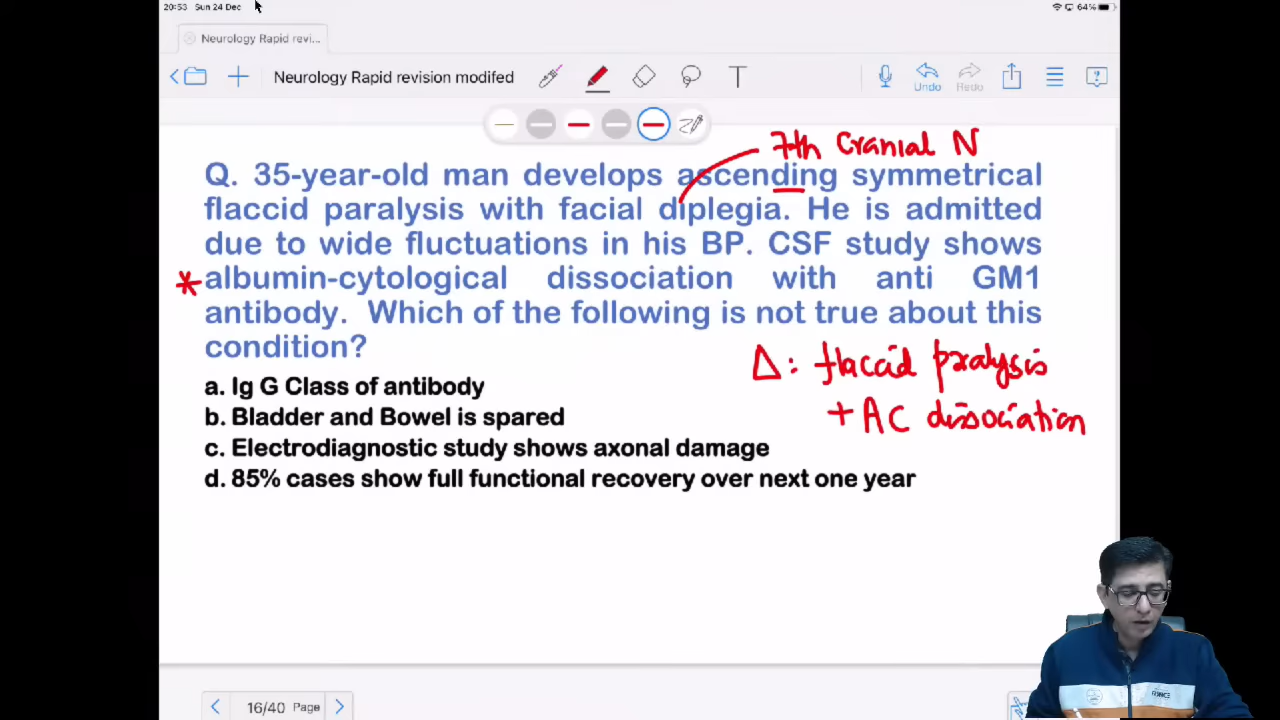 20:53 Sun 24 Dec
64%
Neurology Rapid revi...
Neurology Rapid revision modifed
T
Undo
Redo
7th Cranial N
Q. 35-year-old man develops ascending symmetrical
flaccid paralysis with facial diplegia. He is admitted
due to wide fluctuations in his BP. CSF study shows
*albumin-cytological dissociation with anti GM1
antibody. Which of the following is not true about this
condition?
Δ: flaccid paralysis
+ AC dissociation
a. Ig G Class of antibody
b. Bladder and Bowel is spared
c. Electrodiagnostic study shows axonal damage
d. 85% cases show full functional recovery over next one year
16/40 Page